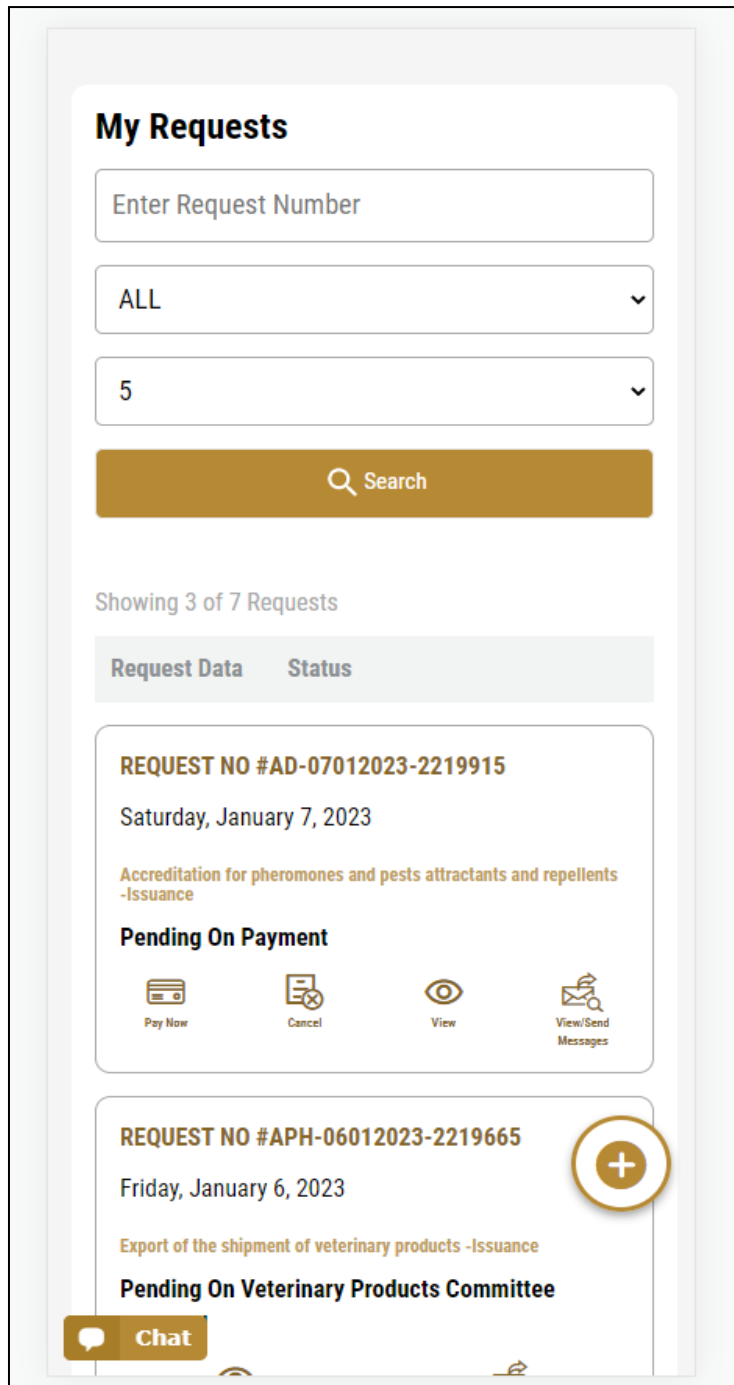 My Requests
Enter Request Number
ALL
5
Search
Showing 3 of 7 Requests
Request Data Status
REQUEST NO #AD-07012023-2219915
Saturday, January 7, 2023
Accreditation for pheromones and pests attractants and repellents
-Issuance
Pending On Payment
Pay Now Cancel View View/Send
Messages
REQUEST NO #APH-06012023-2219665
Friday, January 6, 2023
Export of the shipment of veterinary products -Issuance
Pending On Veterinary Products Committee
Chat